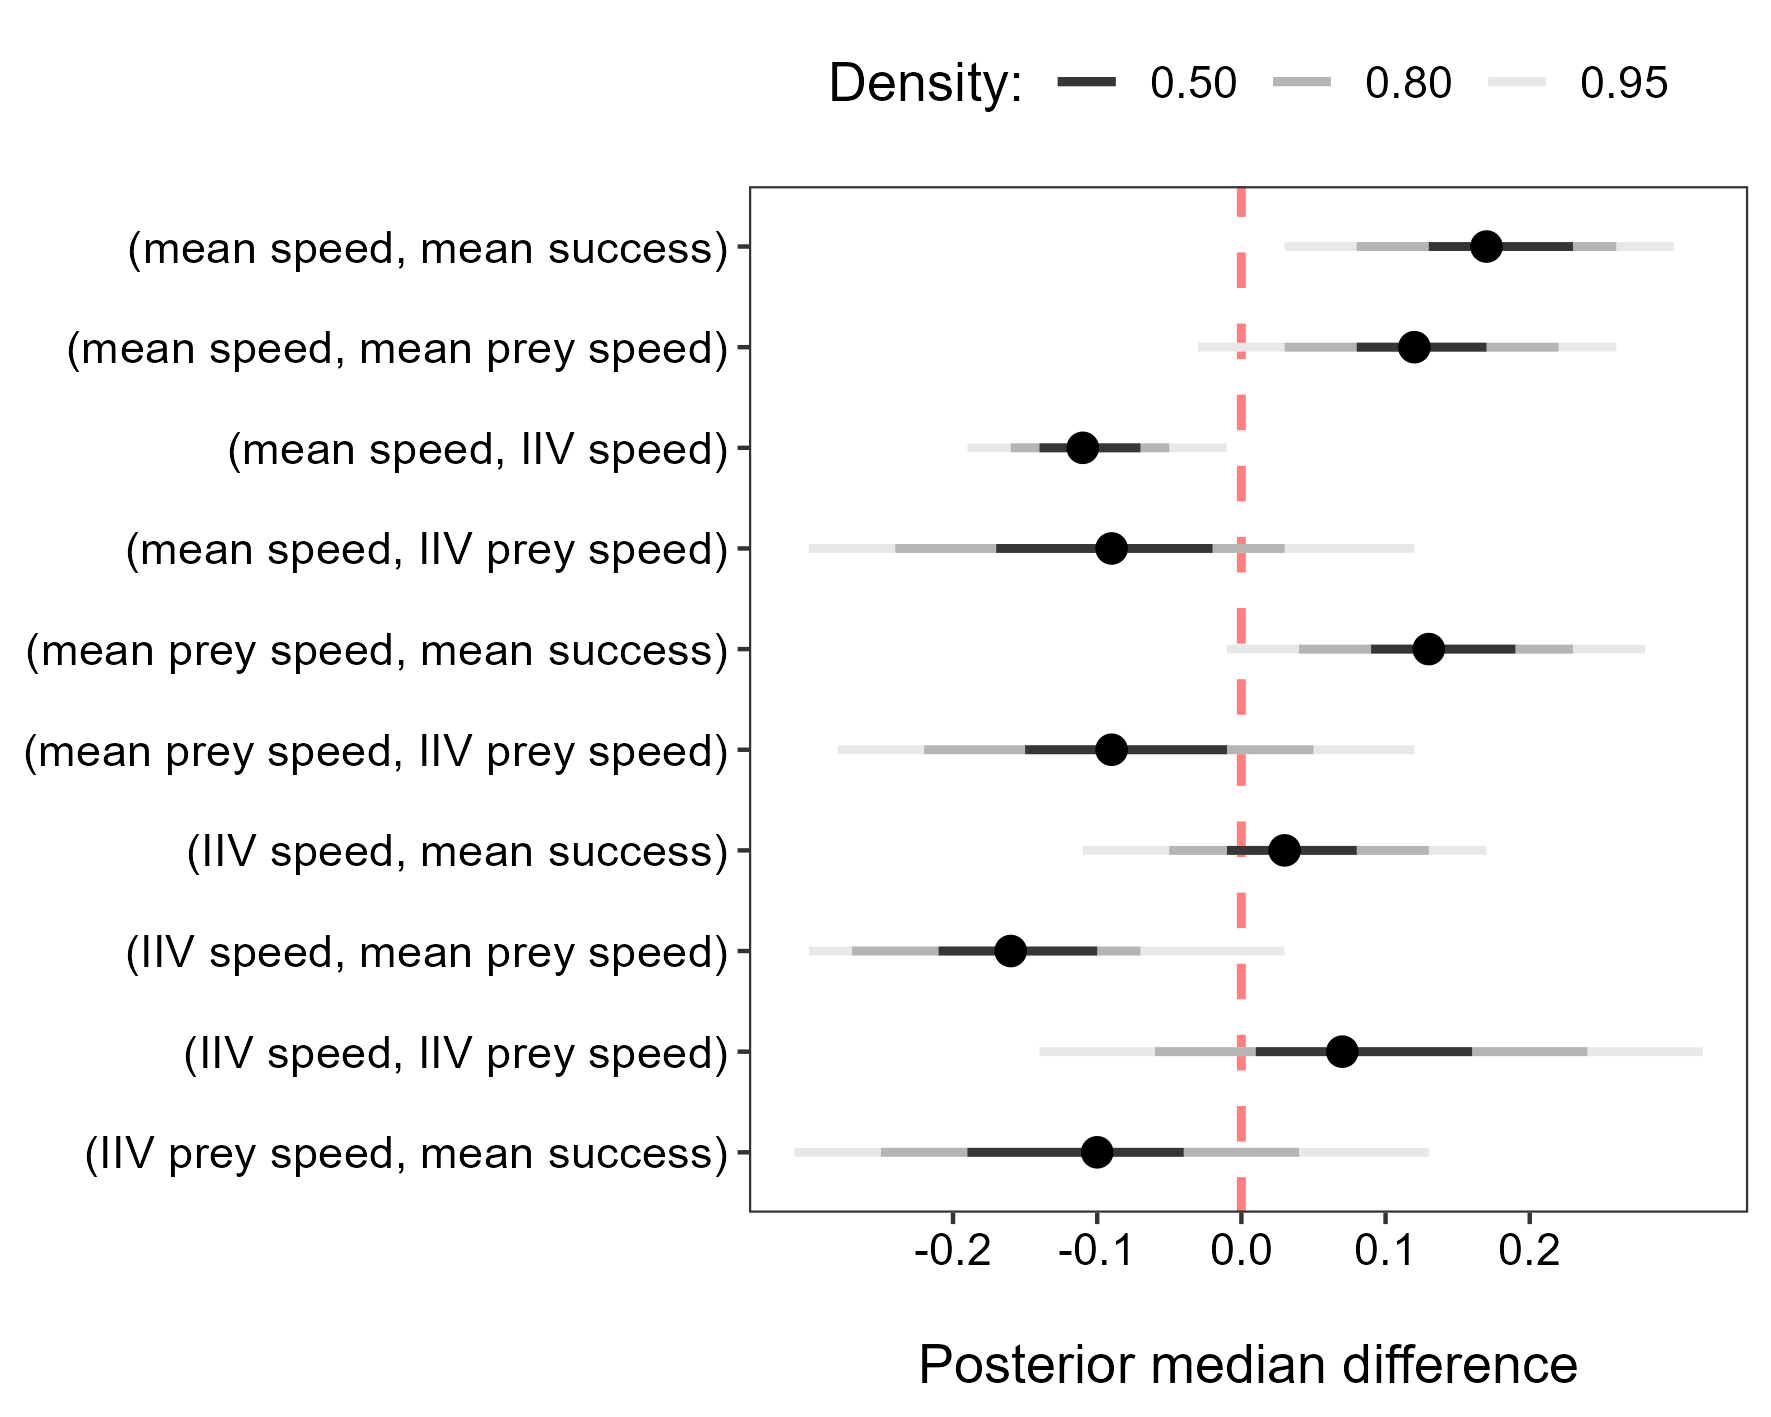 Density: 0.50 0.80 0.95
(mean speed, mean success)
(mean speed, mean prey speed)
(mean speed, IIV speed)
(mean speed, IIV prey speed)
(mean prey speed, mean success)
(mean prey speed, IIV prey speed)
(IIV speed, mean success)
(IIV speed, mean prey speed)
(IIV speed, IIV prey speed)
(IIV prey speed, mean success)
-0.2 -0.1 0.0 0.1 0.2
Posterior median difference